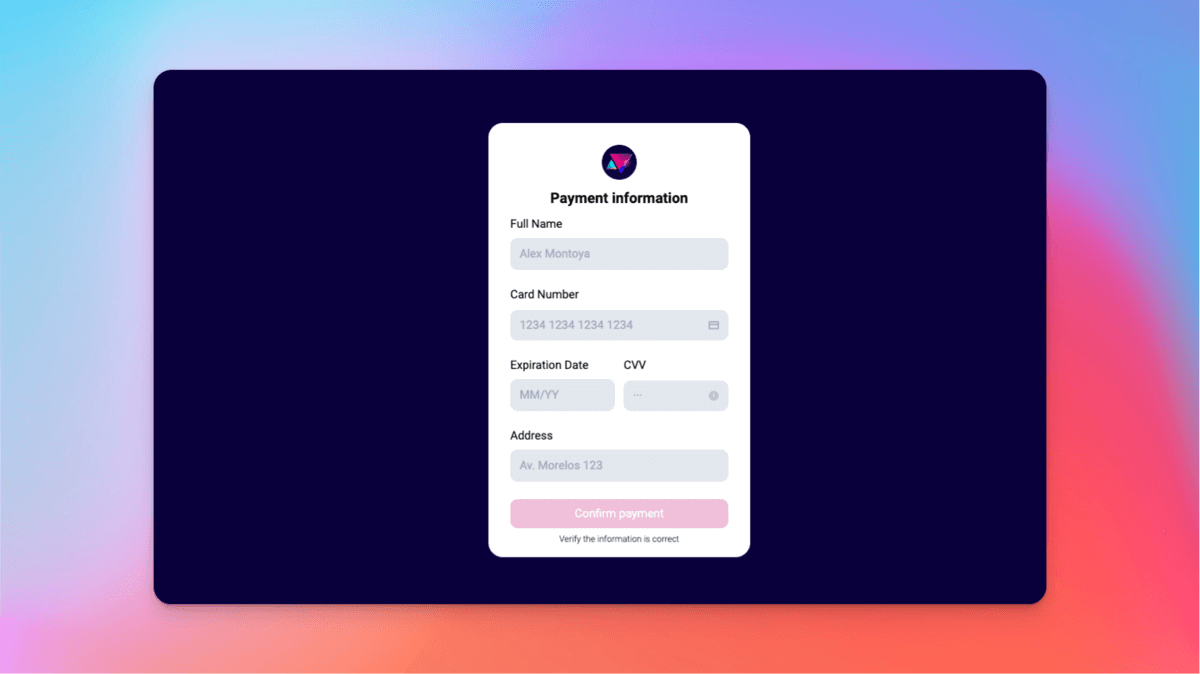 Payment information
Full Name
Alex Montoya
Card Number
1234 1234 1234 1234
Expiration Date CVV
MM/YY ···
Address
Av. Morelos 123
Confirm payment
Verify the information is correct